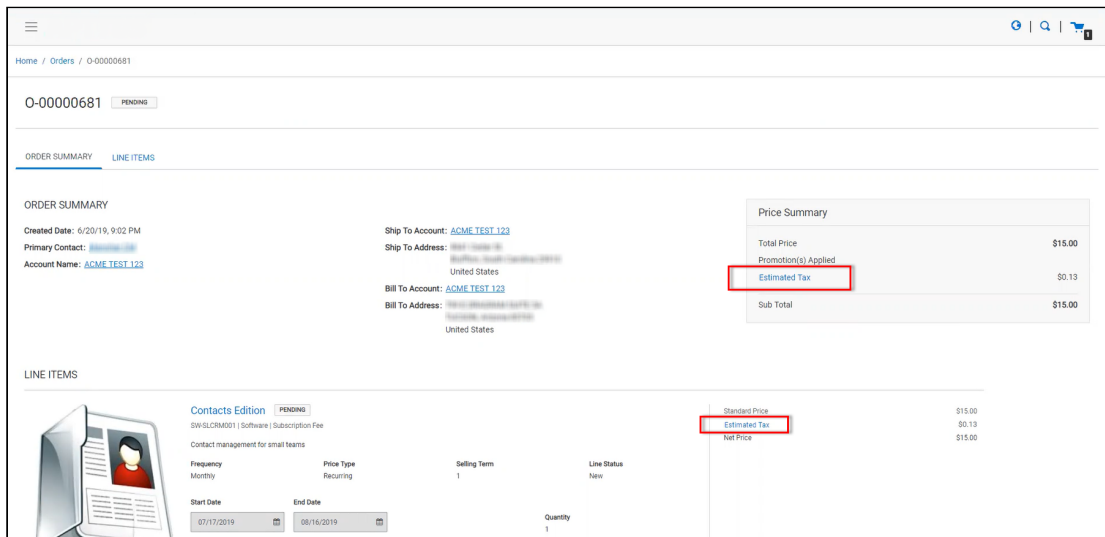 1
Home / Orders / O-00000681
O-00000681 PENDING
ORDER SUMMARY LINE ITEMS
ORDER SUMMARY
Created Date: 6/20/19, 9:02 PM
Primary Contact:
Account Name: ACME TEST 123
Ship To Account: ACME TEST 123
Ship To Address:
United States
Bill To Account: ACME TEST 123
Bill To Address:
United States
Price Summary
Total Price $15.00
Promotion(s) Applied
Estimated Tax $0.13
Sub Total $15.00
LINE ITEMS
Contacts Edition PENDING
SW-SLCRM001 | Software | Subscription Fee
Contact management for small teams
Frequency Price Type Selling Term Line Status
Monthly Recurring 1 New
Start Date End Date
07/17/2019 08/16/2019
Quantity
1
Standard Price $15.00
Estimated Tax $0.13
Net Price $15.00